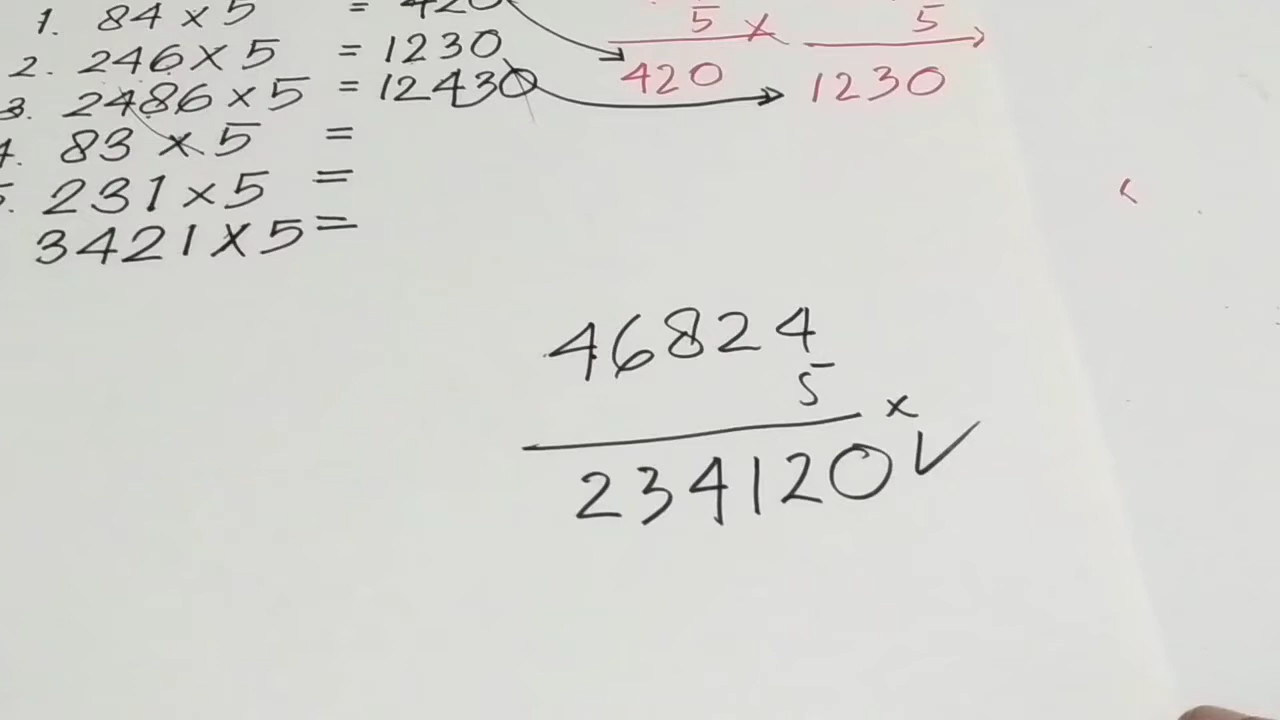 1. 84 x 5 = 420
2. 246 x 5 = 1230
3. 2486 x 5 = 12430
4. 83 x 5 =
5. 231 x 5 =
3421 x 5 =
5 x
420
5
1230
46824
5 x
234120 ✓